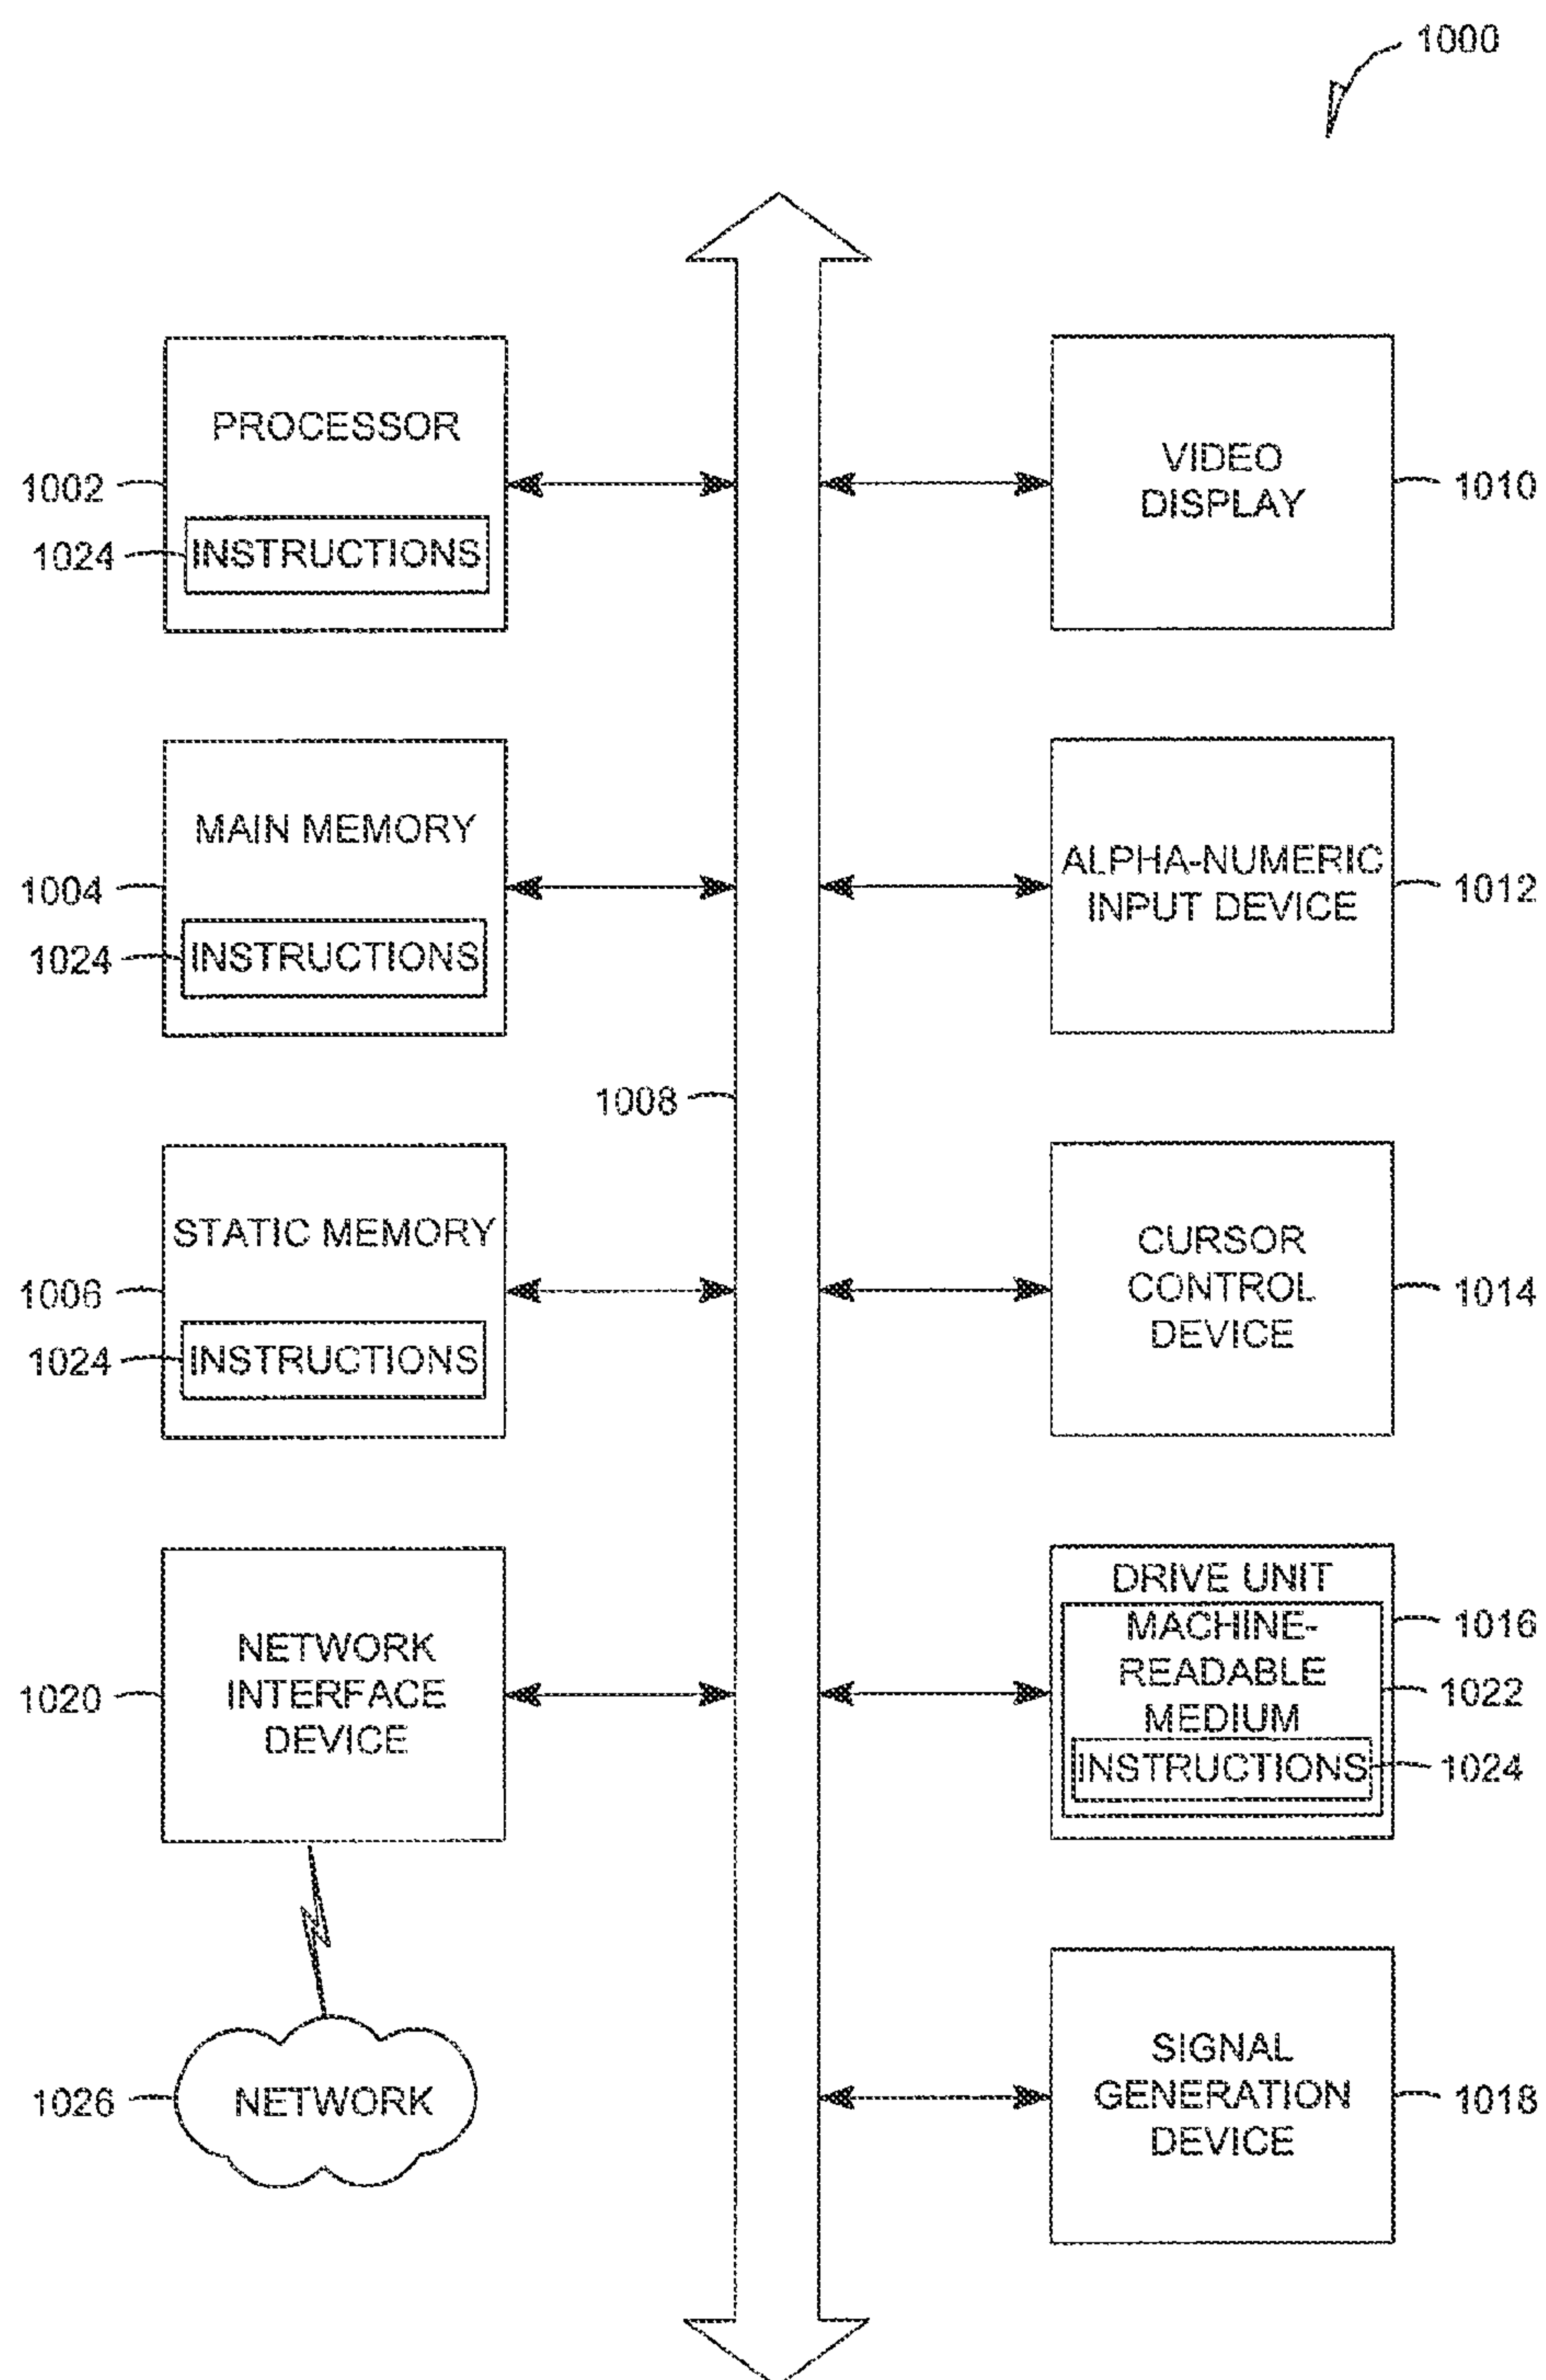 1000
PROCESSOR
1002
1024
INSTRUCTIONS
VIDEO
DISPLAY
1010
MAIN MEMORY
1004
1024
INSTRUCTIONS
ALPHA-NUMERIC
INPUT DEVICE
1012
1008
STATIC MEMORY
1006
1024
INSTRUCTIONS
CURSOR
CONTROL
DEVICE
1014
NETWORK
INTERFACE
DEVICE
1020
DRIVE UNIT
1016
MACHINE-
READABLE
MEDIUM
1022
INSTRUCTIONS
1024
NETWORK
1026
SIGNAL
GENERATION
DEVICE
1018